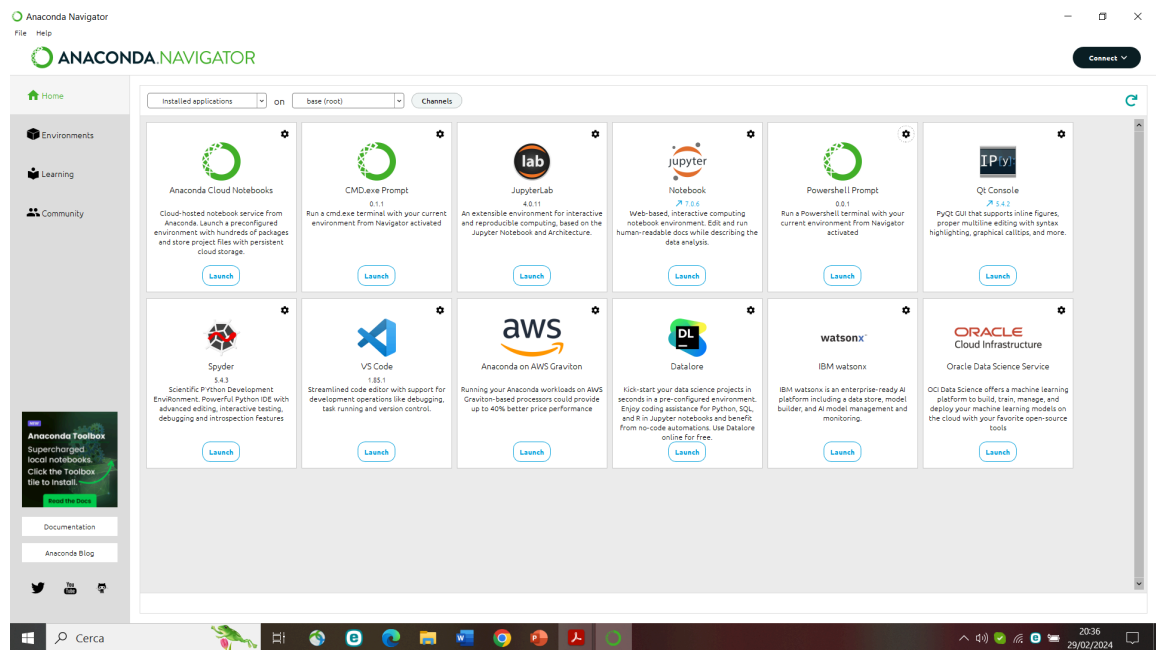 Anaconda Navigator
File Help
ANACONDA.NAVIGATOR
Connect
Home
Installed applications on base (root) Channels
Environments
Learning
Community
Anaconda Cloud Notebooks
Cloud-hosted notebook service from
Anaconda. Launch a preconfigured
environment with hundreds of packages
and store project files with persistent
cloud storage.
Launch
CMD.exe Prompt
0.1.1
Run a cmd.exe terminal with your current
environment from Navigator activated
Launch
lab
JupyterLab
4.0.11
An extensible environment for interactive
and reproducible computing, based on the
Jupyter Notebook and Architecture.
Launch
jupyter
Notebook
7.0.6
Web-based, interactive computing
notebook environment. Edit and run
human-readable docs while describing the
data analysis.
Launch
Powershell Prompt
0.0.1
Run a Powershell terminal with your
current environment from Navigator
activated
Launch
IP[y]:
Qt Console
5.4.2
PyQt GUI that supports inline figures,
proper multiline editing with syntax
highlighting, graphical calltips, and more.
Launch
Spyder
5.4.3
Scientific PYthon Development
EnviRonment. Powerful Python IDE with
advanced editing, interactive testing,
debugging and introspection features
Launch
VS Code
1.85.1
Streamlined code editor with support for
development operations like debugging,
task running and version control.
Launch
aws
Anaconda on AWS Graviton
Running your Anaconda workloads on AWS
Graviton-based processors could provide
up to 40% better price performance
Launch
DL
Datalore
Kick-start your data science projects in
seconds in a pre-configured environment.
Enjoy coding assistance for Python, SQL,
and R in Jupyter notebooks and benefit
from no-code automations. Use Datalore
online for free.
Launch
watsonx
IBM watsonx
IBM watsonx is an enterprise-ready AI
platform including a data store, model
builder, and AI model management and
monitoring.
Launch
ORACLE
Cloud Infrastructure
Oracle Data Science Service
OCI Data Science offers a machine learning
platform to build, train, manage, and
deploy your machine learning models on
the cloud with your favorite open-source
tools
Launch
NEW
Anaconda Toolbox
Supercharged
local notebooks.
Click the Toolbox
tile to Install.
Read the Docs
Documentation
Anaconda Blog
You
Tube
Cerca
20:36
29/02/2024